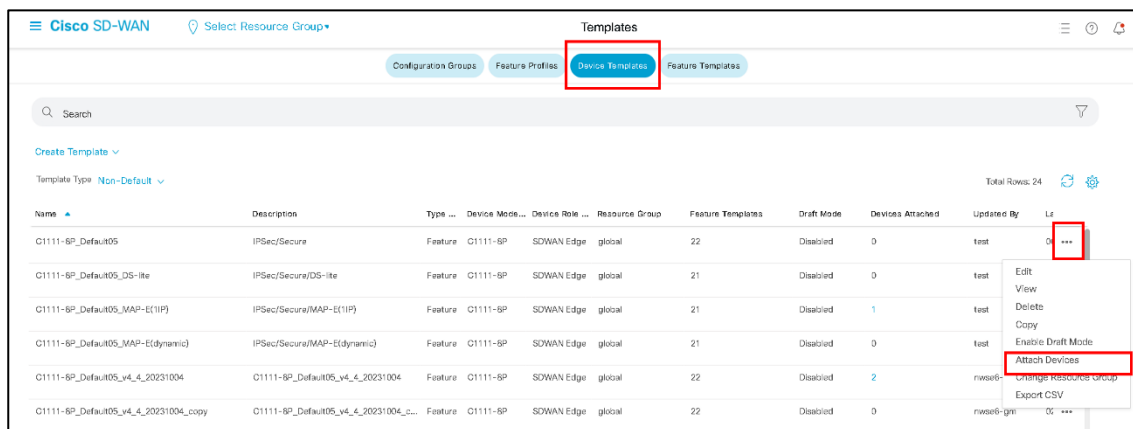 Cisco SD-WAN Select Resource Group▾ Templates
Configuration Groups Feature Profiles Device Templates Feature Templates
Search
Create Template
Template Type Non-Default Total Rows: 24
Name Description Type ... Device Mode... Device Role ... Resource Group Feature Templates Draft Mode Devices Attached Updated By La
C1111-8P_Default05 IPSec/Secure Feature C1111-8P SDWAN Edge global 22 Disabled 0 test ...
C1111-8P_Default05_DS-lite IPSec/Secure/DS-lite Feature C1111-8P SDWAN Edge global 21 Disabled 0 test
C1111-8P_Default05_MAP-E(1IP) IPSec/Secure/MAP-E(1IP) Feature C1111-8P SDWAN Edge global 21 Disabled 1 test
C1111-8P_Default05_MAP-E(dynamic) IPSec/Secure/MAP-E(dynamic) Feature C1111-8P SDWAN Edge global 21 Disabled 0 test
C1111-8P_Default05_v4_4_20231004 C1111-8P_Default05_v4_4_20231004 Feature C1111-8P SDWAN Edge global 22 Disabled 2 nwse6-
C1111-8P_Default05_v4_4_20231004_copy C1111-8P_Default05_v4_4_20231004_c... Feature C1111-8P SDWAN Edge global 22 Disabled 0 nwse6-gm ...
Edit
View
Delete
Copy
Enable Draft Mode
Attach Devices
Change Resource Group
Export CSV